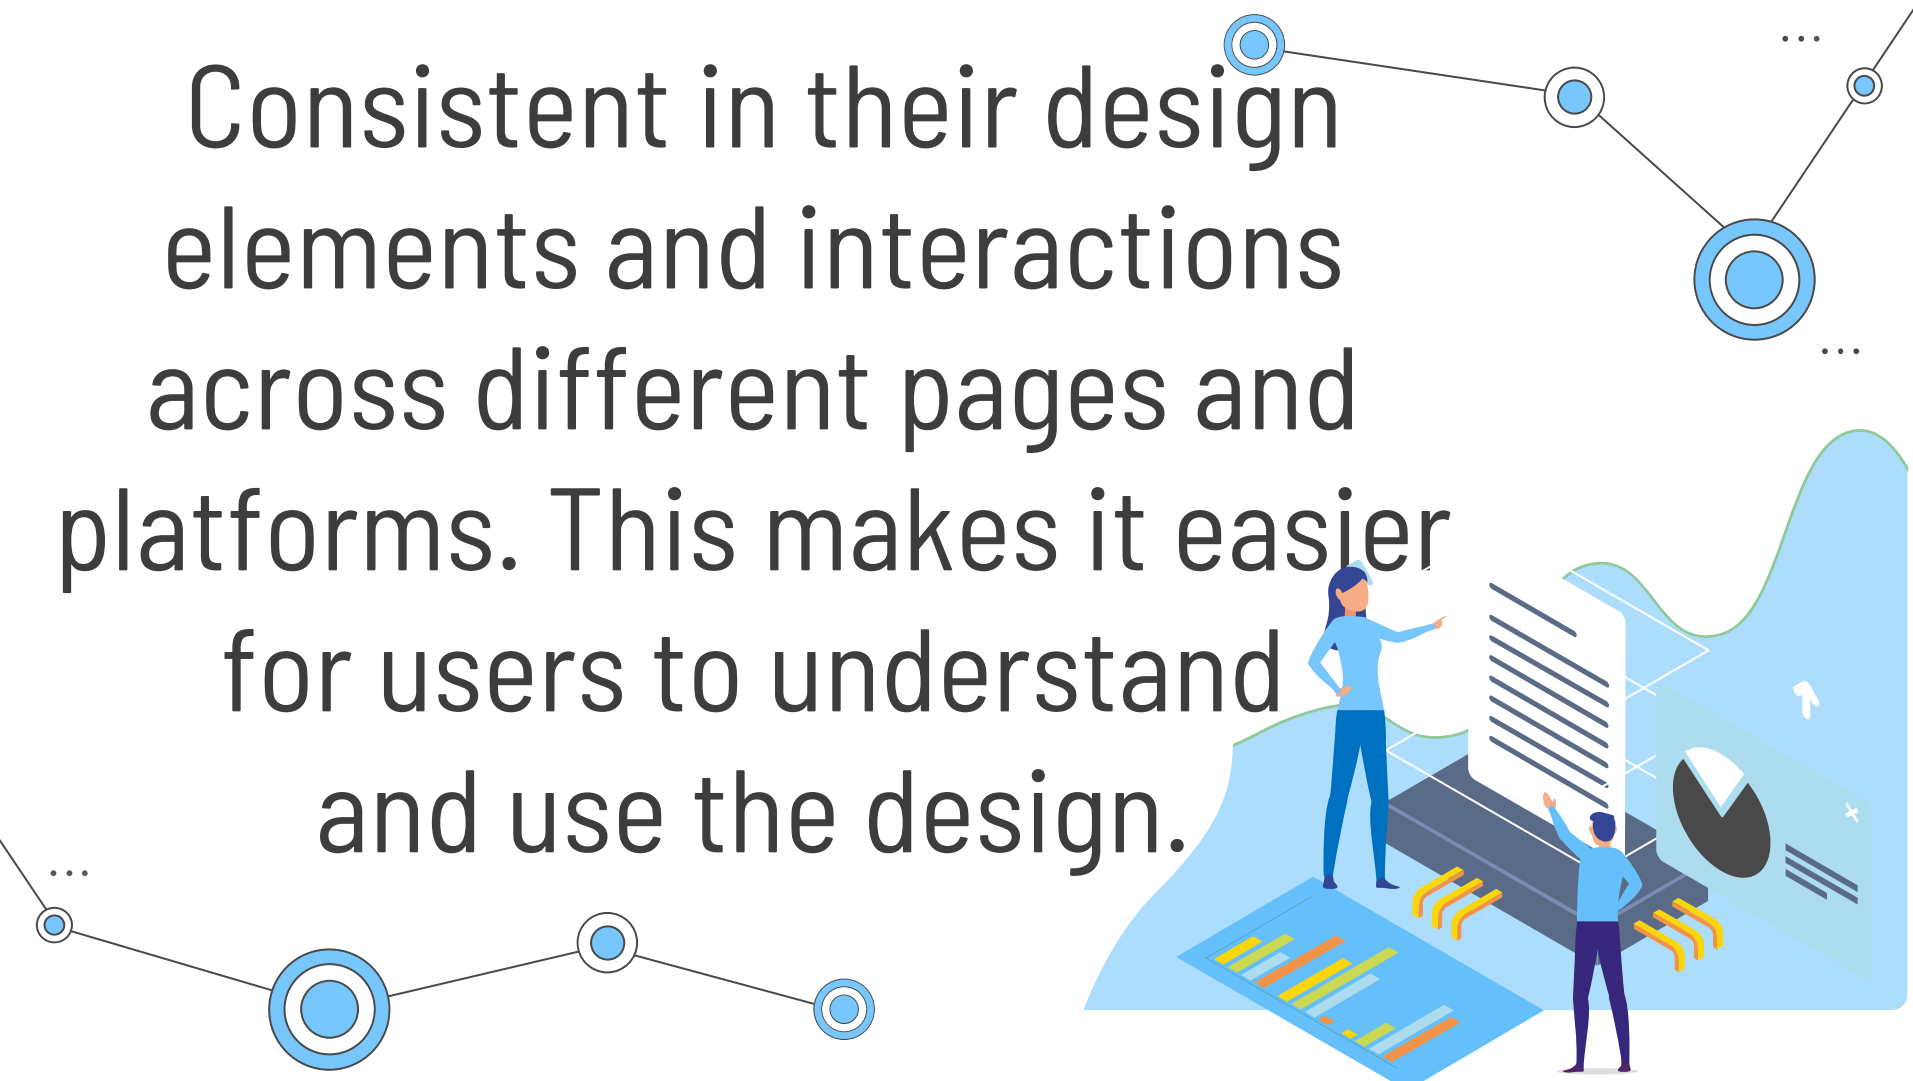 Consistent in their design
elements and interactions
across different pages and
platforms. This makes it easier
for users to understand
and use the design.